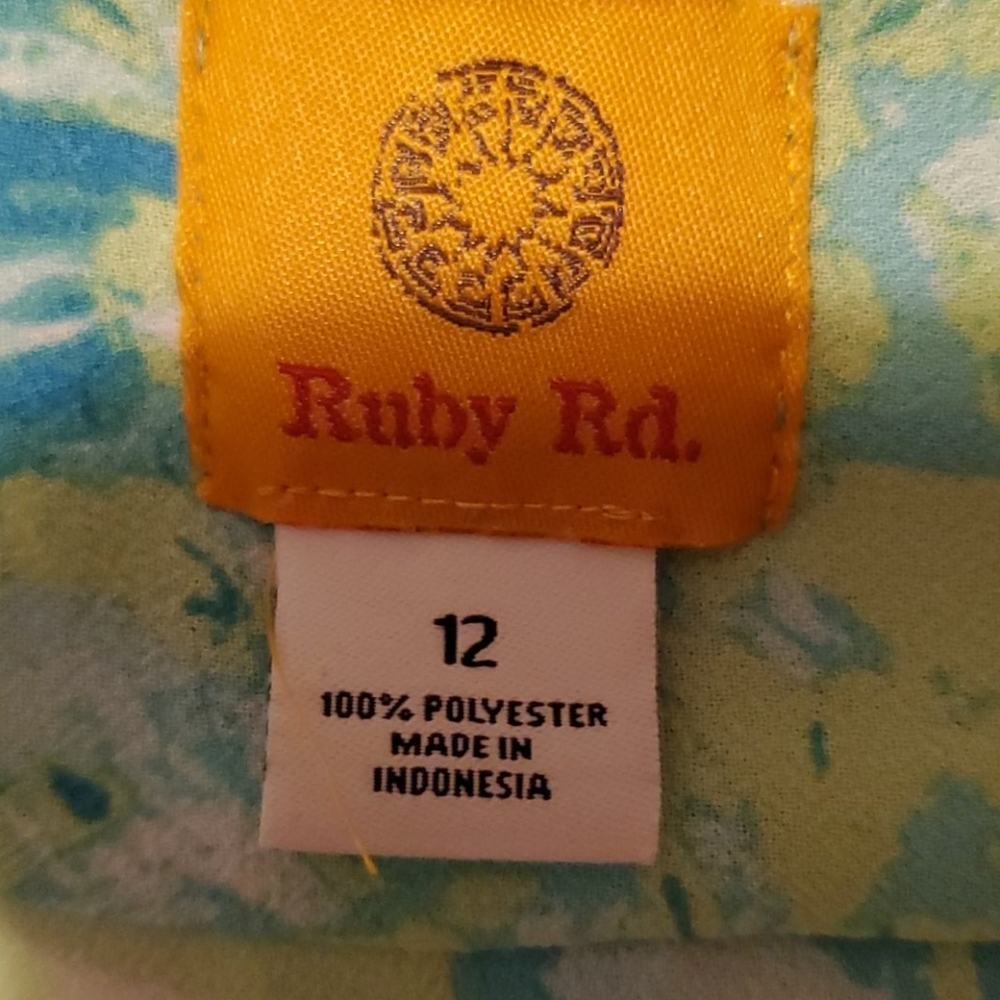 Ruby Rd.
12
100% POLYESTER
MADE IN
INDONESIA